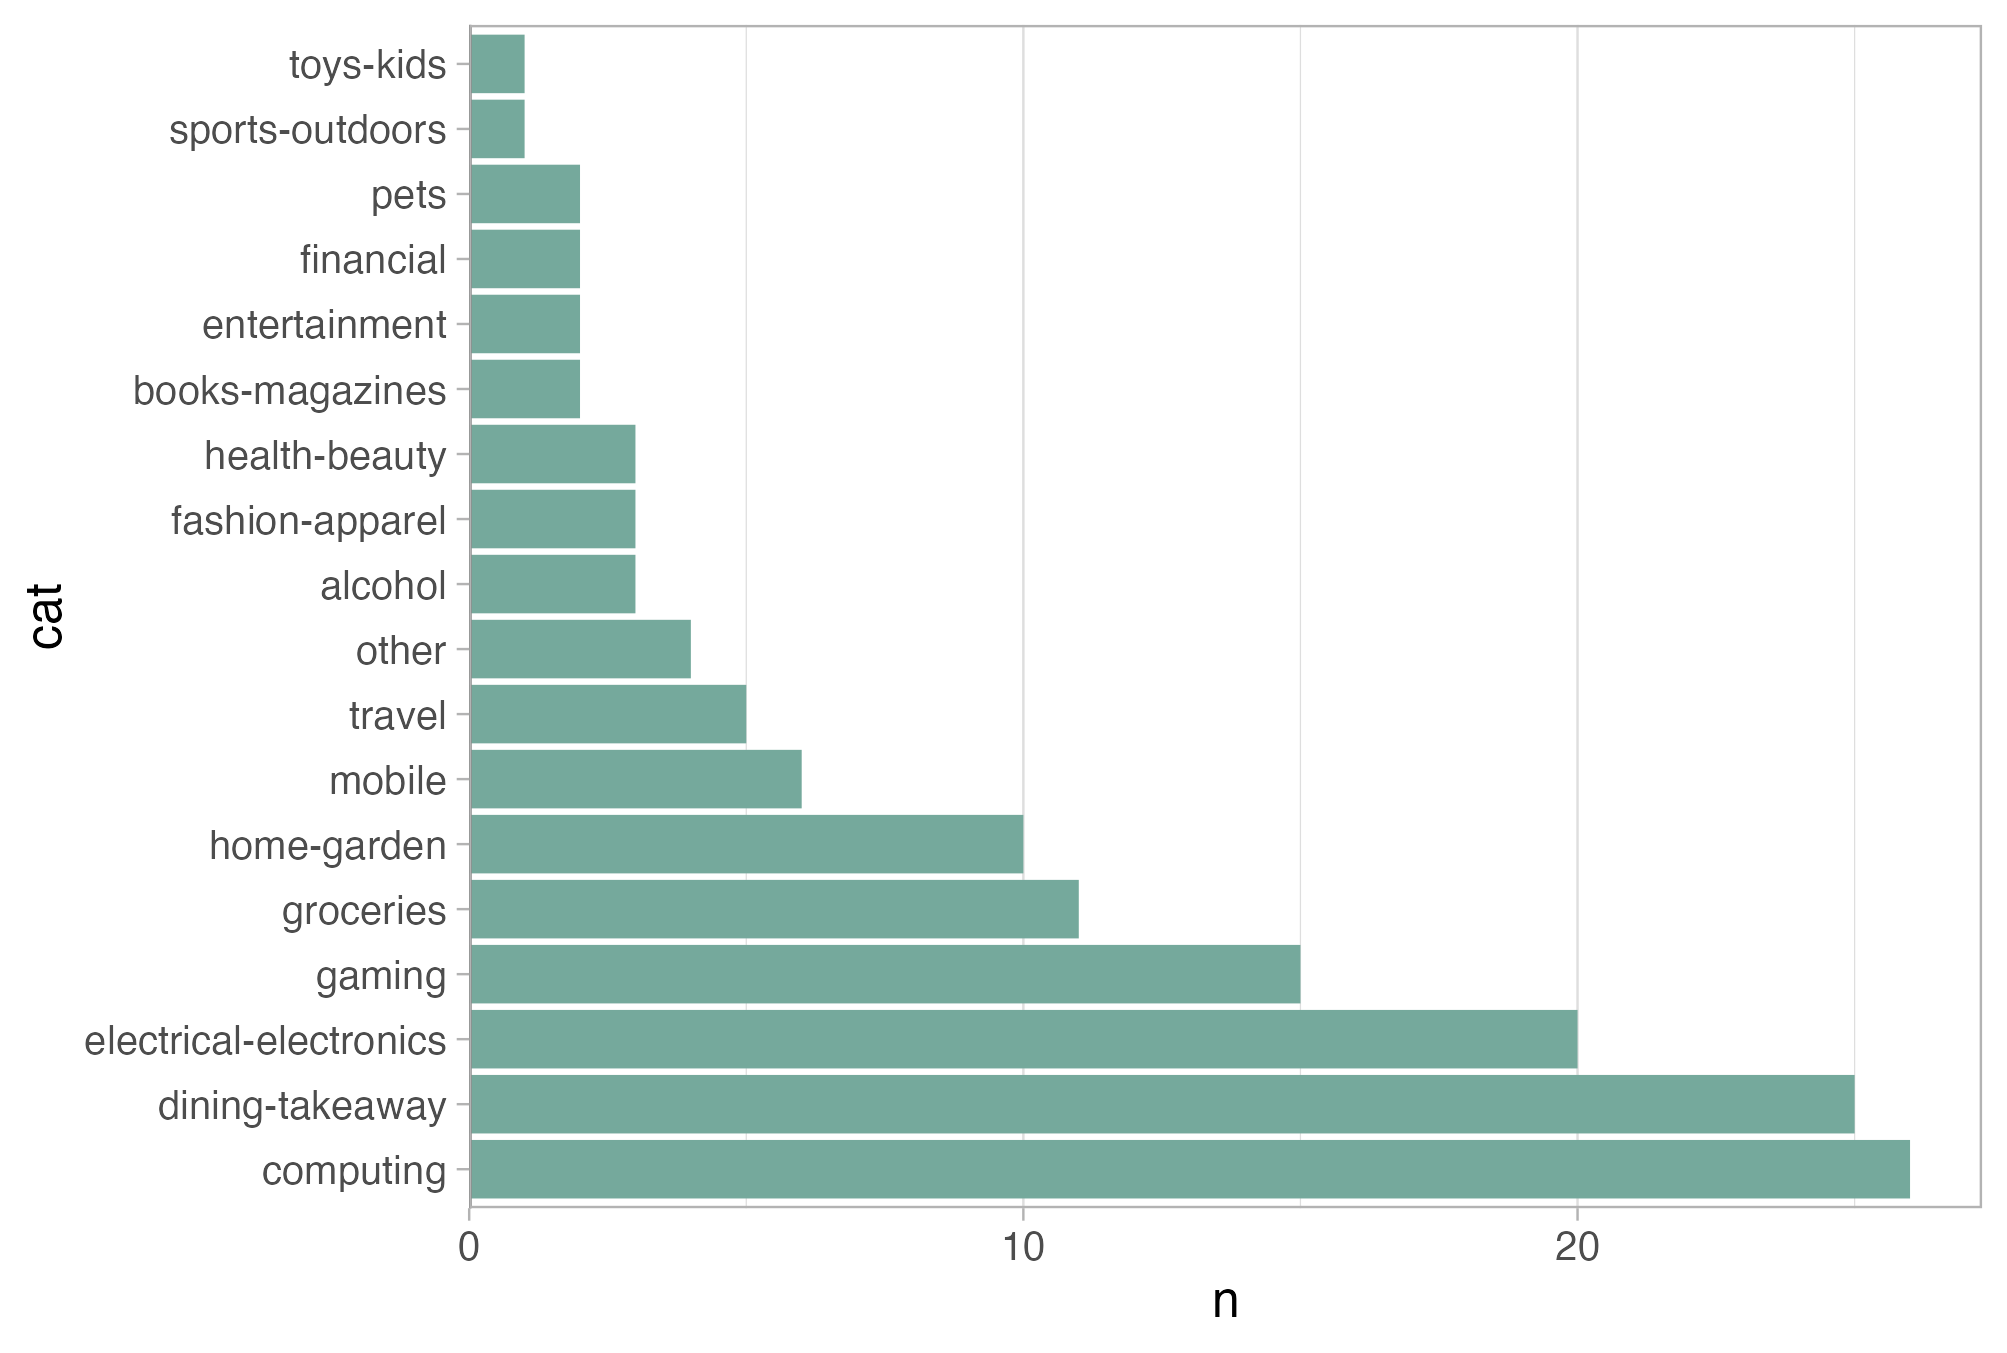 toys-kids
sports-outdoors
pets
financial
entertainment
books-magazines
health-beauty
fashion-apparel
alcohol
other
travel
mobile
home-garden
groceries
gaming
electrical-electronics
dining-takeaway
computing
cat
0 10 20
n